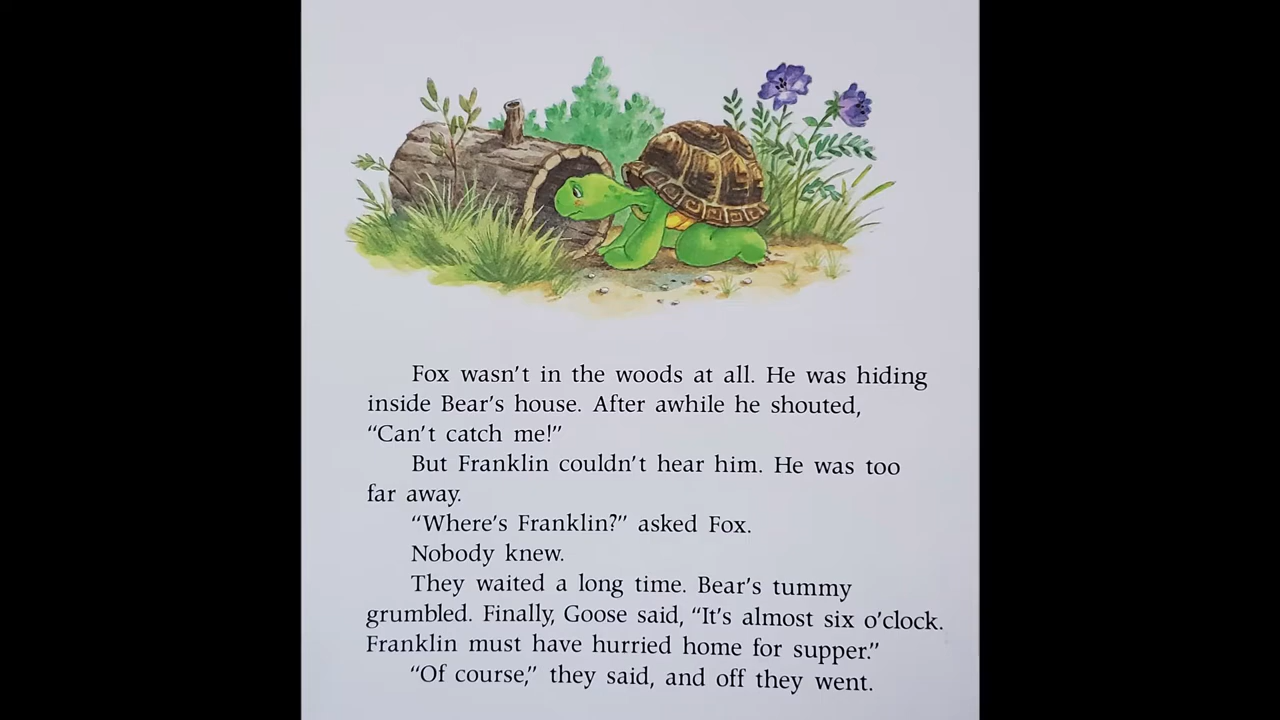 Fox wasn't in the woods at all. He was hiding
inside Bear's house. After awhile he shouted,
“Can't catch me!”
But Franklin couldn't hear him. He was too
far away.
“Where's Franklin?” asked Fox.
Nobody knew.
They waited a long time. Bear's tummy
grumbled. Finally, Goose said, “It's almost six o'clock.
Franklin must have hurried home for supper.”
“Of course,” they said, and off they went.